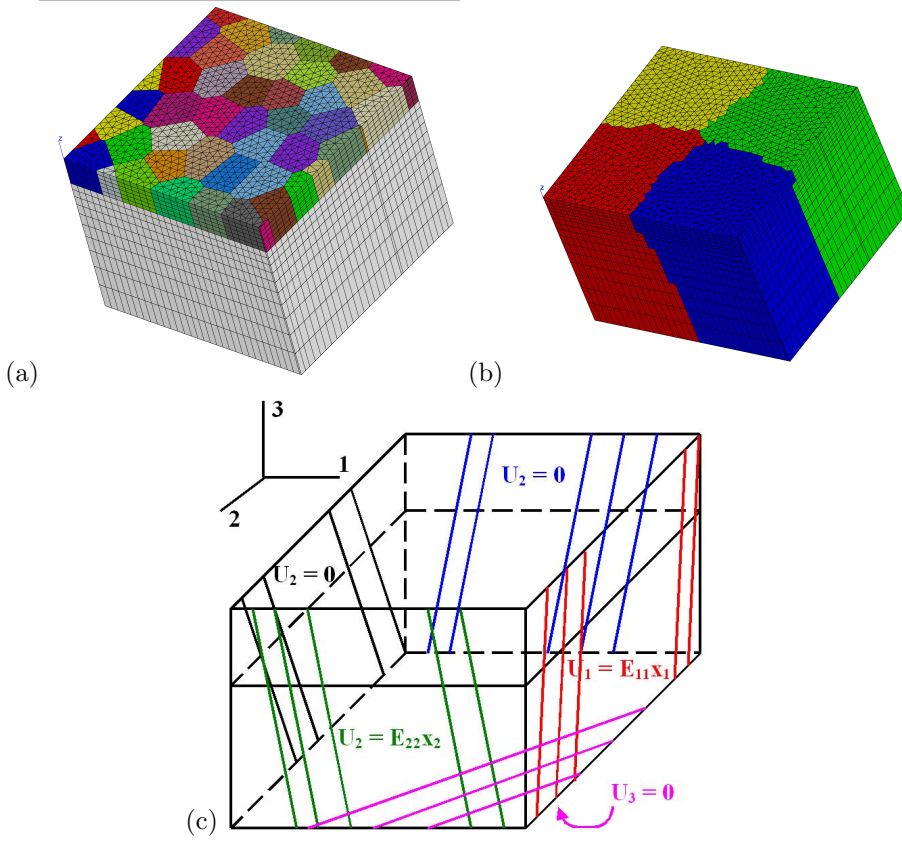 z
z
(a)
(b)
3
1
2
U₂ = 0
U₂ = 0
U₁ = E₁₁x₁
U₂ = E₂₂x₂
U₃ = 0
(c)